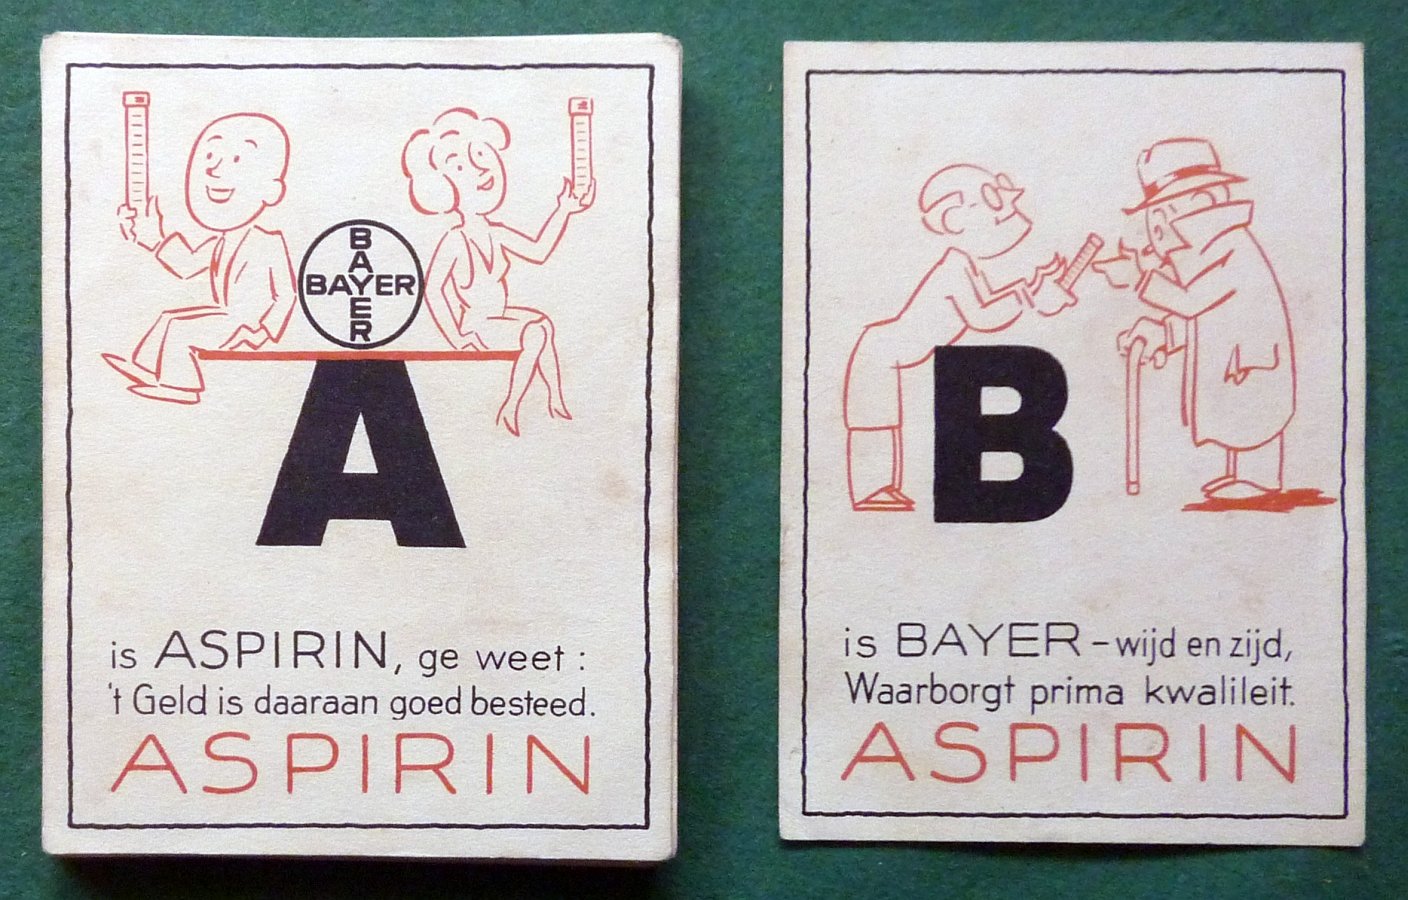 BAYER
BAYER
A
is ASPIRIN, ge weet :
't Geld is daaraan goed besteed.
ASPIRIN
B
is BAYER – wijd en zijd,
Waarborgt prima kwalileit.
ASPIRIN